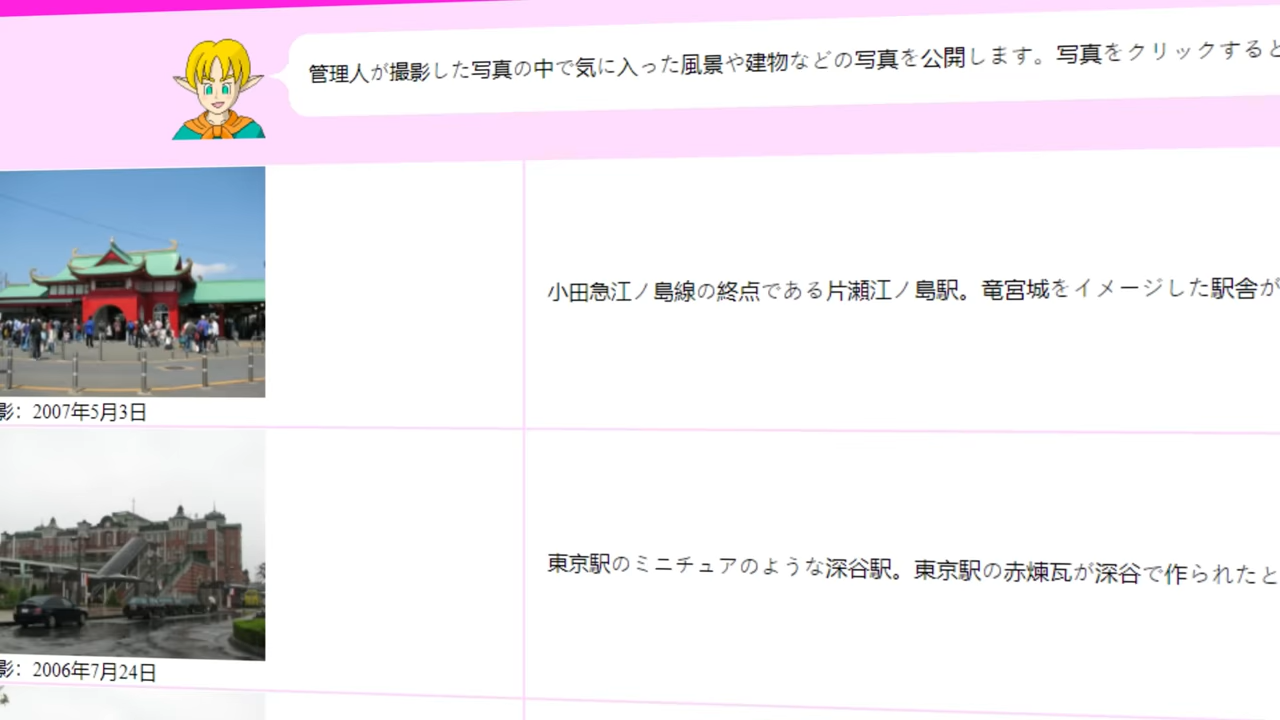 管理人が撮影した写真の中で気に入った風景や建物などの写真を公開します。写真をクリックすると
小田急江ノ島線の終点である片瀬江ノ島駅。竜宮城をイメージした駅舎が
影：2007年5月3日
東京駅のミニチュアのような深谷駅。東京駅の赤煉瓦が深谷で作られたと
影：2006年7月24日